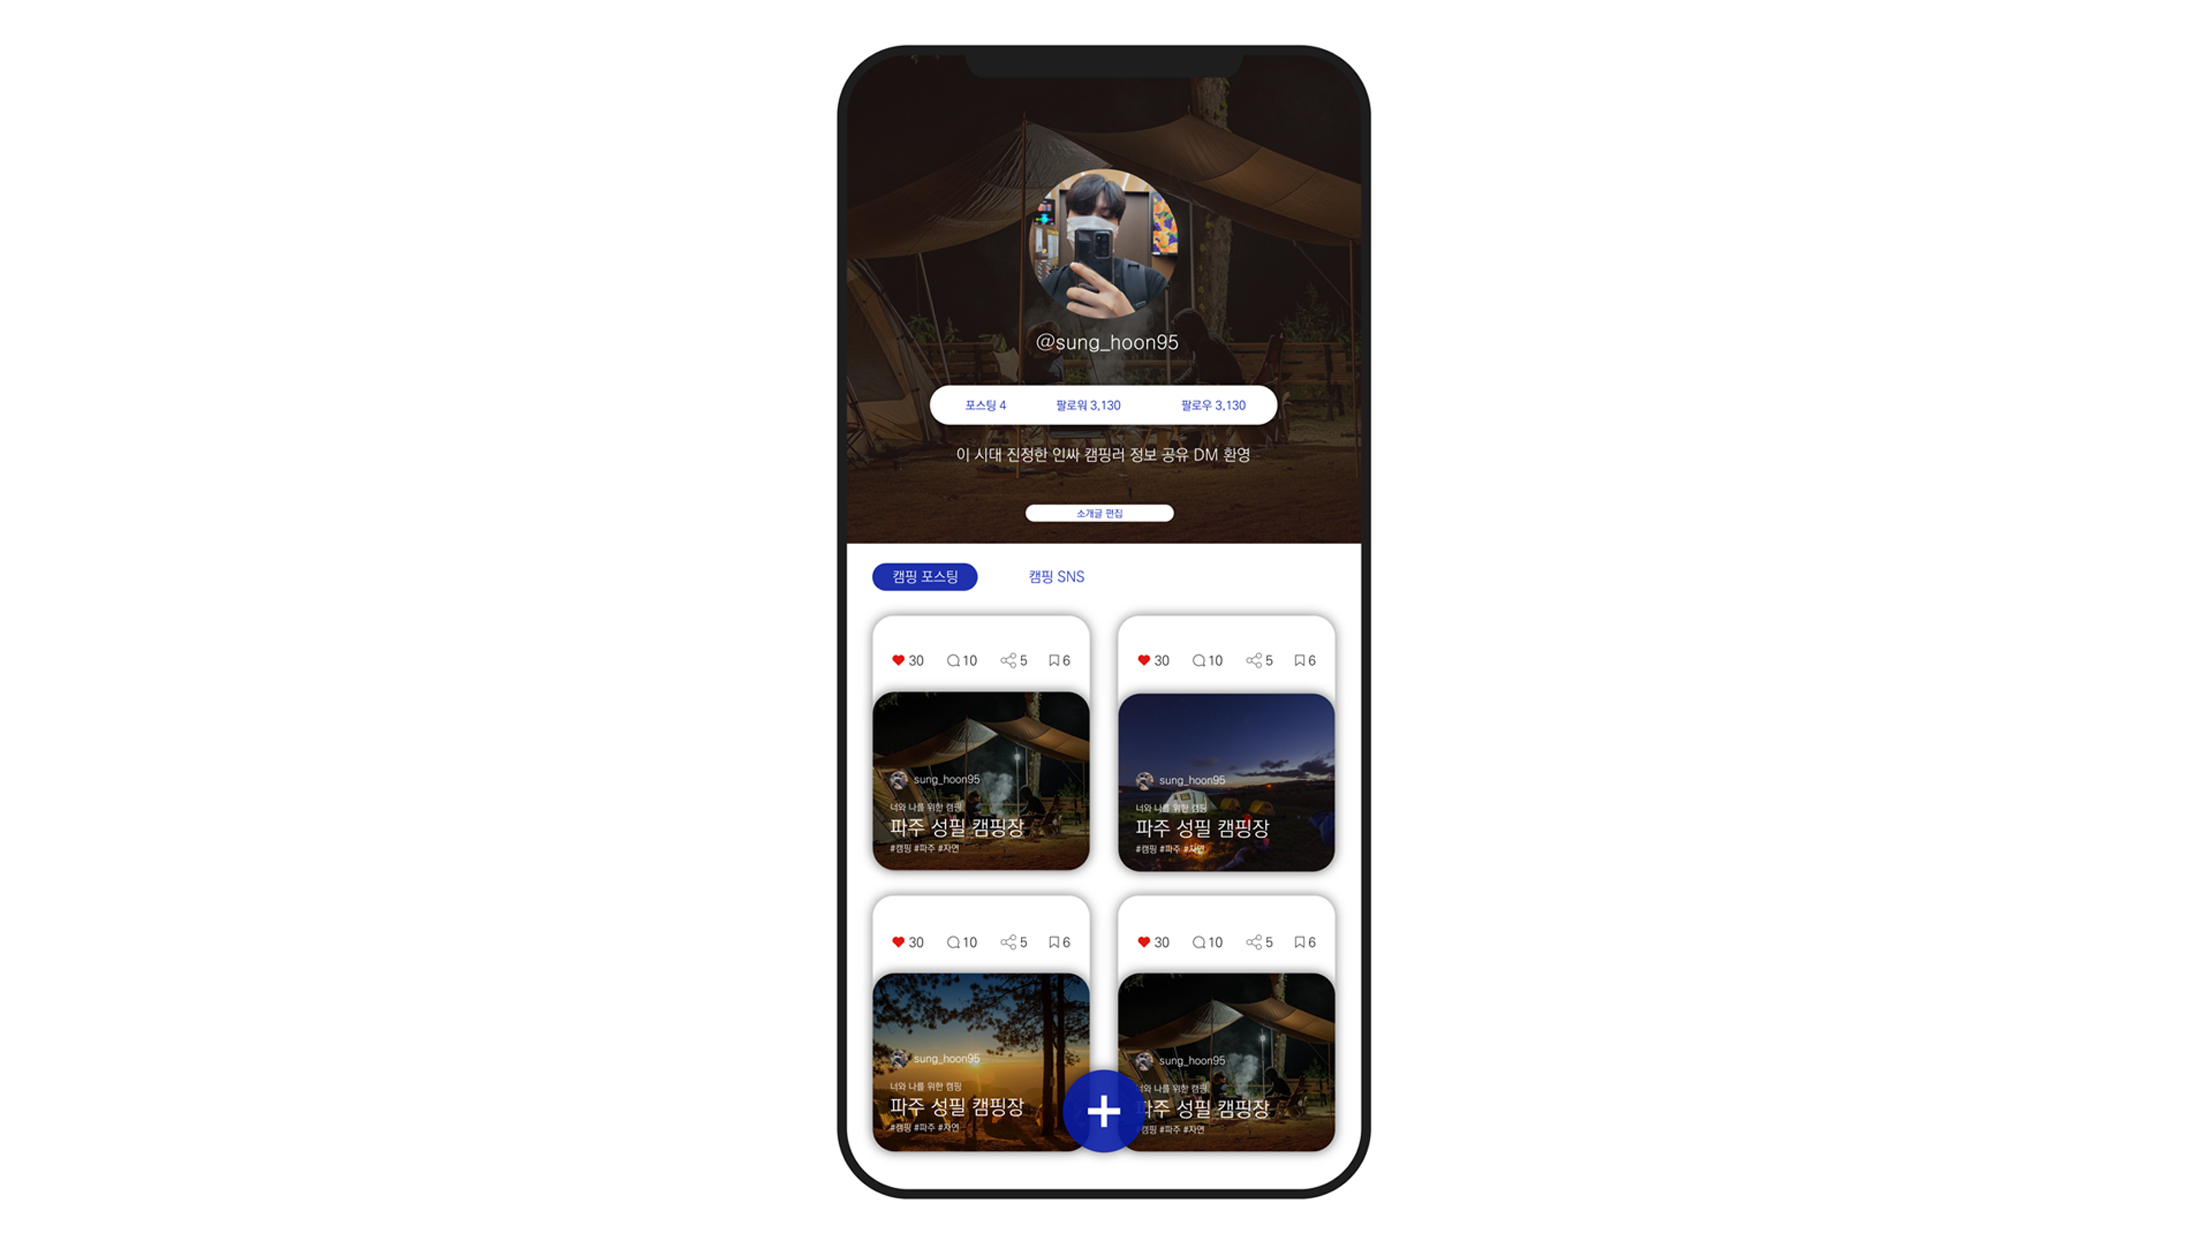 @sung_hoon95
포스팅 4 팔로워 3,130 팔로우 3,130
이 시대 진정한 인싸 캠핑러 정보 공유 DM 환영
소개글 편집
캠핑 포스팅 캠핑 SNS
30 10 5 6
sung_hoon95
너와 나를 위한 캠핑
파주 성필 캠핑장
#캠핑 #파주 #자연
30 10 5 6
sung_hoon95
너와 나를 위한 캠핑
파주 성필 캠핑장
#캠핑 #파주 #자연
30 10 5 6
sung_hoon95
너와 나를 위한 캠핑
파주 성필 캠핑장
#캠핑 #파주 #자연
30 10 5 6
sung_hoon95
너와 나를 위한 캠핑
파주 성필 캠핑장
#캠핑 #파주 #자연